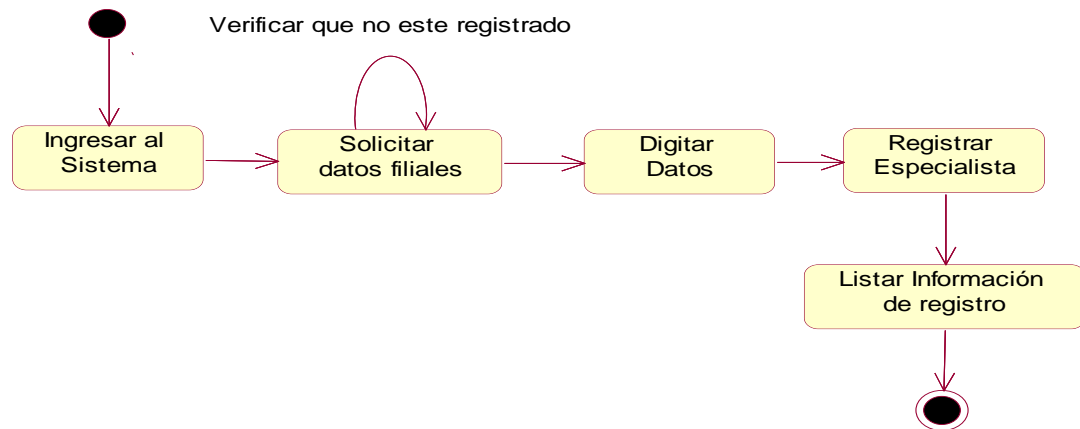 Verificar que no este registrado
Ingresar al
Sistema
Solicitar
datos filiales
Digitar
Datos
Registrar
Especialista
Listar Información
de registro